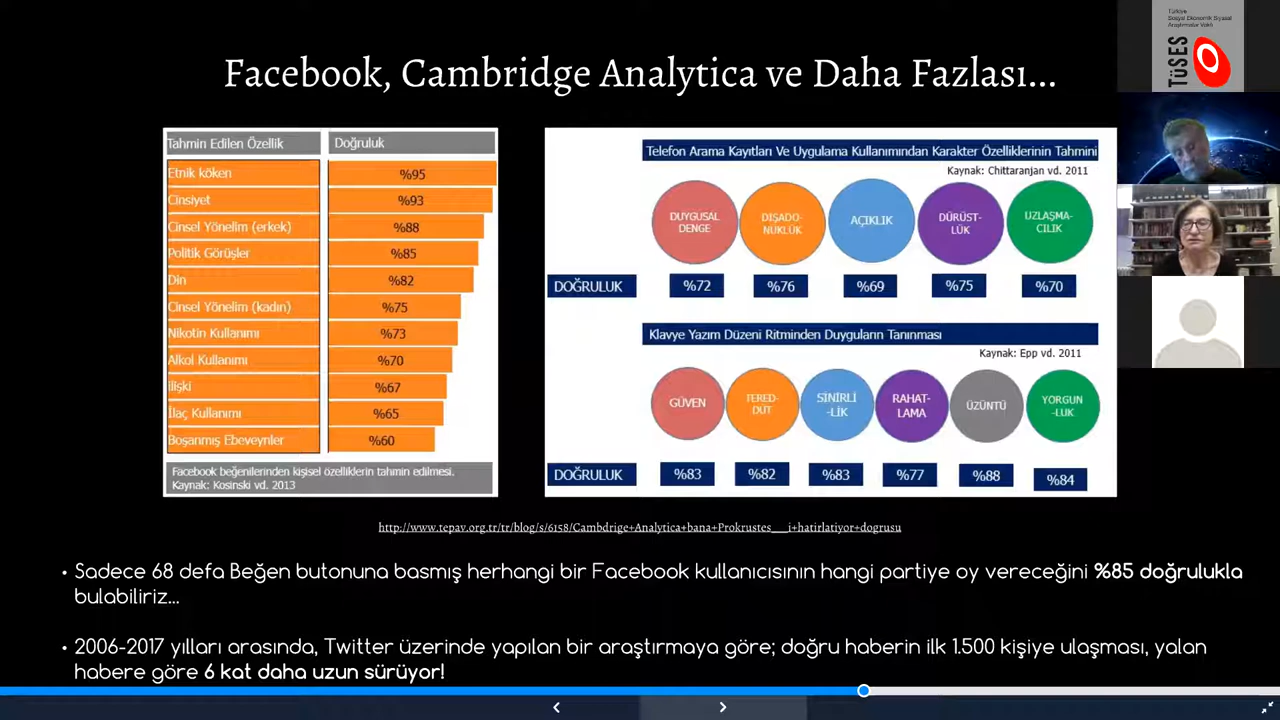 Türkiye
Sosyal Ekonomik Siyasal
Araştırmalar Vakfı
TÜSES
Facebook, Cambridge Analytica ve Daha Fazlası...
Tahmin Edilen Özellik Doğruluk
Etnik köken %95
Cinsiyet %93
Cinsel Yönelim (erkek) %88
Politik Görüşler %85
Din %82
Cinsel Yönelim (kadın) %75
Nikotin Kullanımı %73
Alkol Kullanımı %70
İlişki %67
İlaç Kullanımı %65
Boşanmış Ebeveynler %60
Facebook beğenilerinden kişisel özelliklerin tahmin edilmesi.
Kaynak: Kosinski vd. 2013
Telefon Arama Kayıtları Ve Uygulama Kullanımından Karakter Özelliklerinin Tahmini
Kaynak: Chittaranjan vd. 2011
DUYGUSAL DENGE
DIŞADO-NÜKLÜK
AÇIKLIK
DÜRÜST-LÜK
UZLAŞMA-CILIK
DOĞRULUK %72 %76 %69 %75 %70
Klavye Yazım Düzeni Ritminden Duyguların Tanınması
Kaynak: Epp vd. 2011
GÜVEN
TERED-DÜT
SİNİRLİ-LİK
RAHAT-LAMA
ÜZÜNTÜ
YORGUN-LUK
DOĞRULUK %83 %82 %83 %77 %88 %84
http://www.tepav.org.tr/tr/blog/s/6158/Cambdrige+Analytica+bana+Prokrustes___i+hatirlatiyor+dogrusu
• Sadece 68 defa Beğen butonuna basmış herhangi bir Facebook kullanıcısının hangi partiye oy vereceğini %85 doğrulukla
bulabiliriz...
• 2006-2017 yılları arasında, Twitter üzerinde yapılan bir araştırmaya göre; doğru haberin ilk 1.500 kişiye ulaşması, yalan
habere göre 6 kat daha uzun sürüyor!